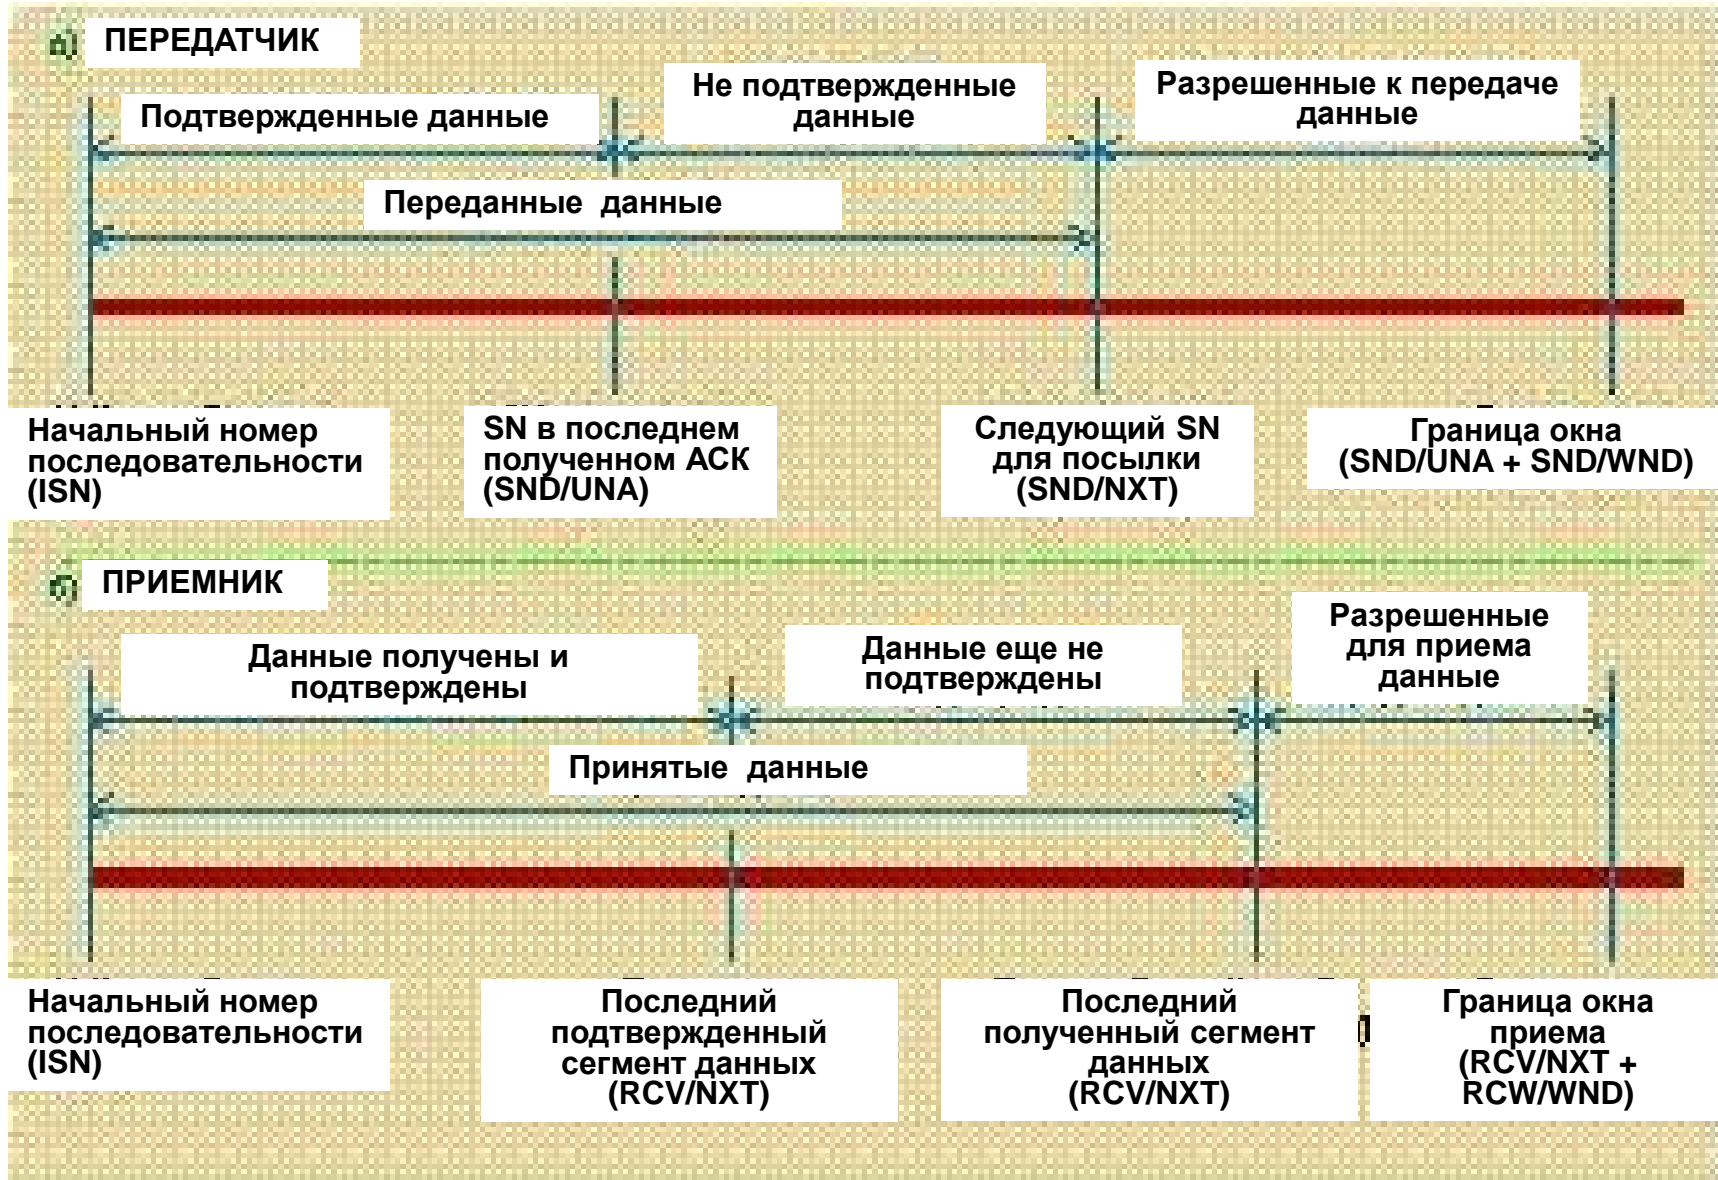 а) ПЕРЕДАТЧИК
Подтвержденные данные
Не подтвержденные
данные
Разрешенные к передаче
данные
Переданные данные
Начальный номер
последовательности
(ISN)
SN в последнем
полученном АСК
(SND/UNA)
Следующий SN
для посылки
(SND/NXT)
Граница окна
(SND/UNA + SND/WND)
б) ПРИЕМНИК
Данные получены и
подтверждены
Данные еще не
подтверждены
Разрешенные
для приема
данные
Принятые данные
Начальный номер
последовательности
(ISN)
Последний
подтвержденный
сегмент данных
(RCV/NXT)
Последний
полученный сегмент
данных
(RCV/NXT)
Граница окна
приема
(RCV/NXT +
RCW/WND)